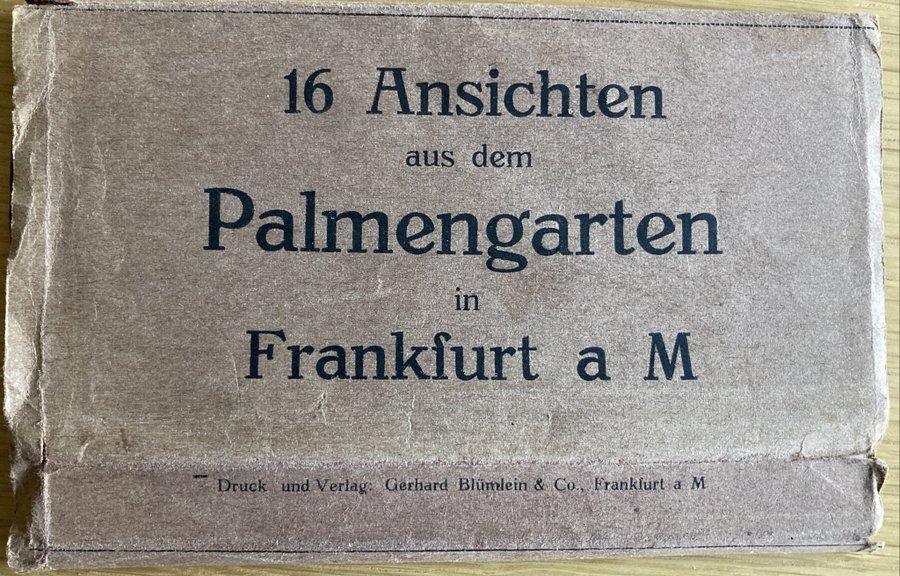 16 Ansichten
aus dem
Palmengarten
in
Frankfurt a M
Druck und Verlag: Gerhard Blümlein & Co., Frankfurt a M